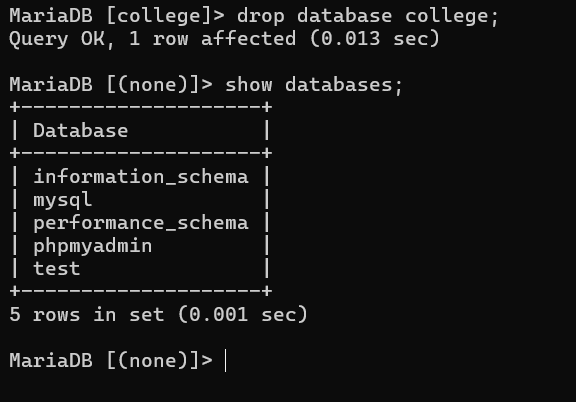 MariaDB [college]> drop database college;
Query OK, 1 row affected (0.013 sec)

MariaDB [(none)]> show databases;
+--------------------+
| Database           |
+--------------------+
| information_schema |
| mysql              |
| performance_schema |
| phpmyadmin         |
| test               |
+--------------------+
5 rows in set (0.001 sec)

MariaDB [(none)]>